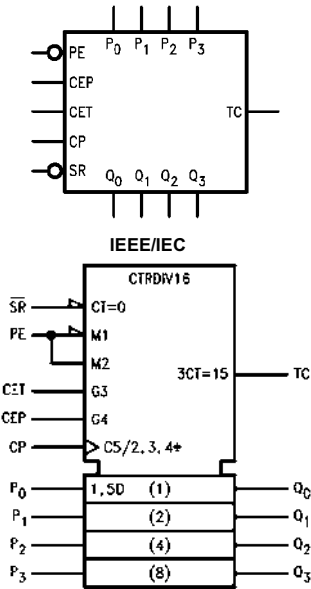 P0 P1 P2 P3
PE
CEP
CET TC
CP
SR
Q0 Q1 Q2 Q3
IEEE/IEC
CTRDIV16
SR CT=0
PE M1
M2
3CT=15 TC
CET G3
CEP G4
CP C5/2,3,4+
P0 1,5D (1) Q0
P1 (2) Q1
P2 (4) Q2
P3 (8) Q3